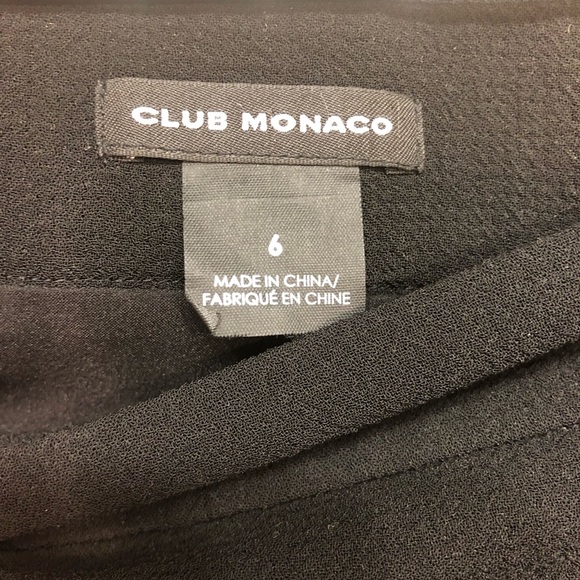 CLUB MONACO
6
MADE IN CHINA/
FABRIQUÉ EN CHINE